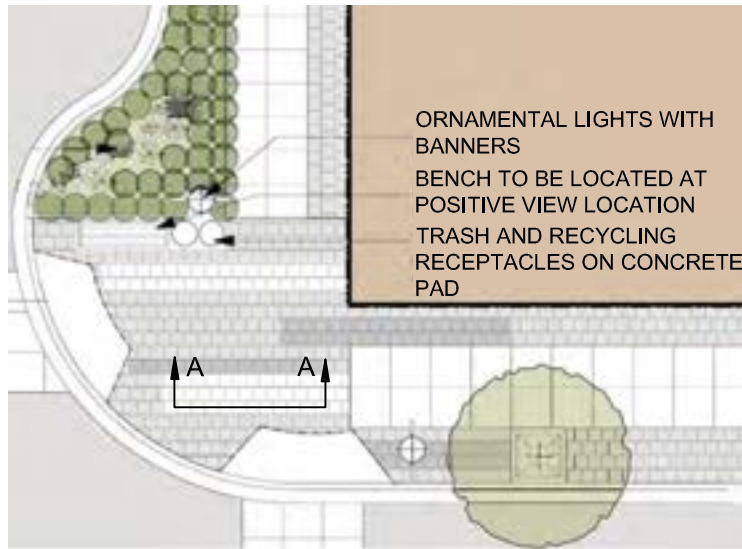 ORNAMENTAL LIGHTS WITH
BANNERS
BENCH TO BE LOCATED AT
POSITIVE VIEW LOCATION
TRASH AND RECYCLING
RECEPTACLES ON CONCRETE
PAD
A A